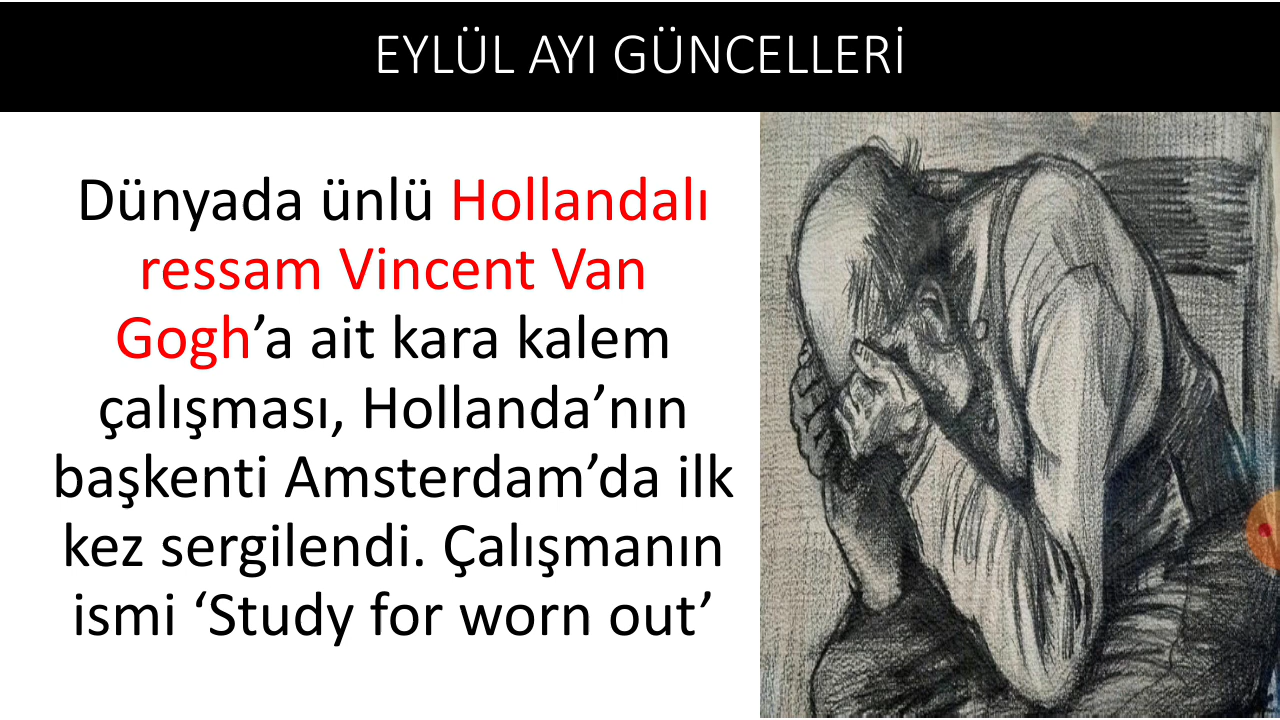 EYLÜL AYI GÜNCELLERİ
Dünyada ünlü Hollandalı
ressam Vincent Van
Gogh’a ait kara kalem
çalışması, Hollanda’nın
başkenti Amsterdam’da ilk
kez sergilendi. Çalışmanın
ismi ‘Study for worn out’